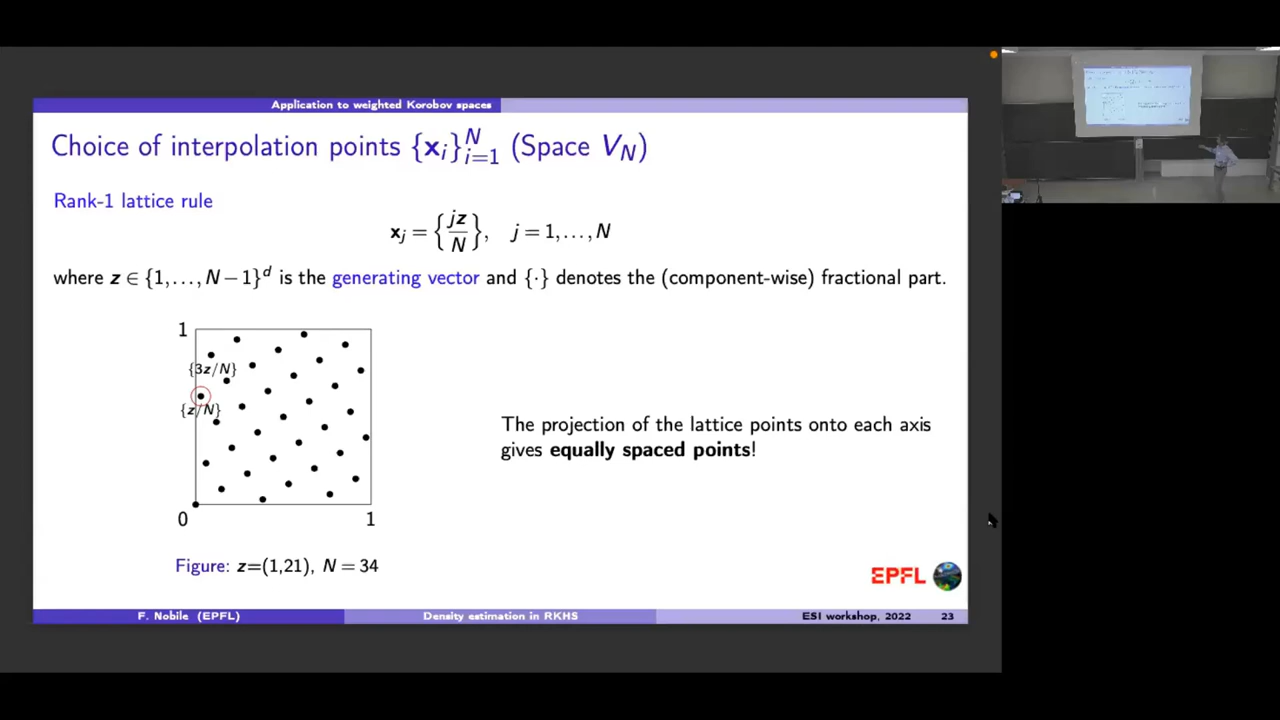 Application to weighted Korobov spaces
Choice of interpolation points {x_i}_{i=1}^N (Space V_N)
Rank-1 lattice rule
x_j = {jz/N}, j = 1,...,N
where z ∈ {1,...,N−1}^d is the generating vector and {·} denotes the (component-wise) fractional part.
1
{3z/N}
{z/N}
0 1
The projection of the lattice points onto each axis
gives equally spaced points!
Figure: z=(1,21), N = 34
EPFL
F. Nobile (EPFL) Density estimation in RKHS ESI workshop, 2022 23